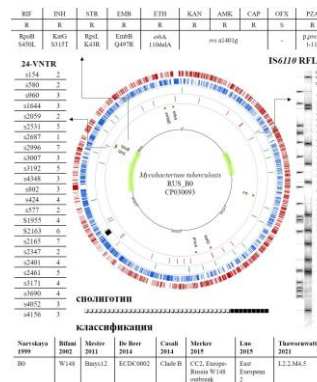 RIF INH STR EMB ETH KAN AMK CAP OFX PZA
R R R R R R R R S R
RpoB KatG RpsL EmbB ethA
S450L S315T K43R Q497R 110delA rrs a1401g -
24-VNTR IS6110 RFL
s154 2
s580 2
s960 3
s1644 3
s2059 2
s2531 5
s2687 1
s2996 7
s3007 3
s3192 5
s4348 3
s802 3
s424 4
s577 2
S1955 4
S2163 6
s2165 7
s2347 2
s2401 4
s2461 5
s3171 4
s3690 4
s4052 3
s4156 3
Mycobacterium tuberculosis
RUS_B0
CP030093
сполиготип
классификация
Narvskaya 1999 Bifani 2002 Mester 2011 De Beer 2014 Casali 2014 Merker 2015 Luo 2015 Thawornwattana 2021
B0 W148 Bmyc12 ECDC0002 Clade B CC2, Europe-Russia W148 outbreak East European 2 L2.2.M4.5